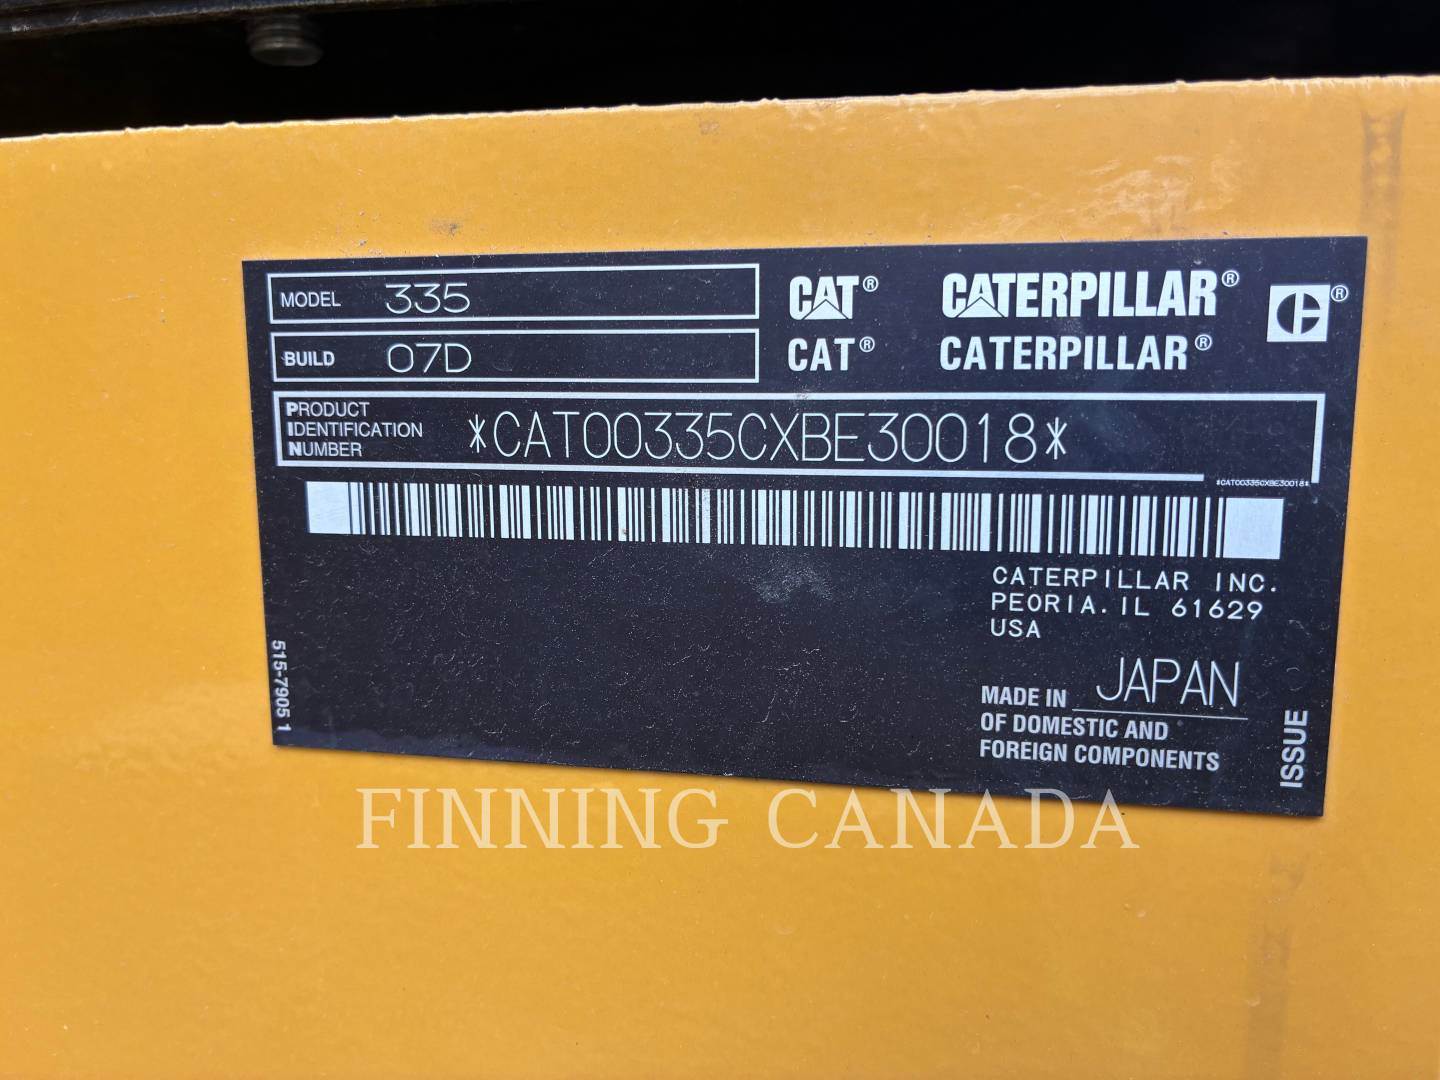 MODEL 335
BUILD 07D
CAT® CATERPILLAR® C®
CAT® CATERPILLAR®
PRODUCT
IDENTIFICATION
NUMBER
*CAT00335CXBE30018*
*CAT00335CXBE30018*
CATERPILLAR INC.
PEORIA. IL 61629
USA
MADE IN JAPAN
OF DOMESTIC AND
FOREIGN COMPONENTS
515-7905 1
ISSUE
FINNING CANADA